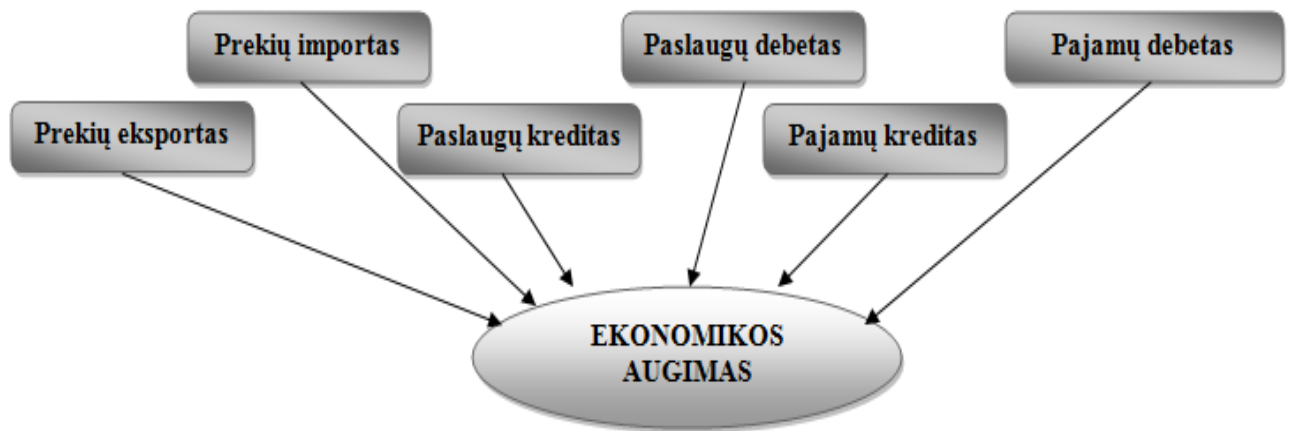 Prekių importas
Paslaugų debetas
Pajamų debetas
Prekių eksportas
Paslaugų kreditas
Pajamų kreditas
EKONOMIKOS
AUGIMAS